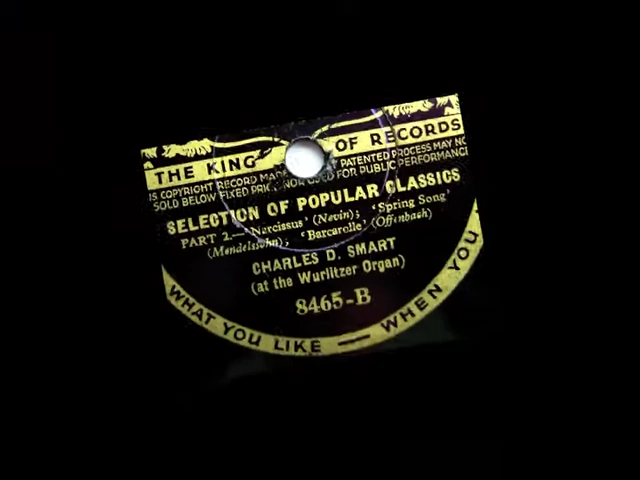 THE KING OF RECORDS
IS COPYRIGHT RECORD MADE PATENTED PROCESS MAY NO
SOLD BELOW FIXED PRICE NOR USED FOR PUBLIC PERFORMANC
SELECTION OF POPULAR CLASSICS
PART 2.—'Narcissus' (Nevin); 'Spring Song'
(Mendelssohn); 'Barcarolle' (Offenbach)
CHARLES D. SMART
(at the Wurlitzer Organ)
8465-B
WHAT YOU LIKE — WHEN YOU